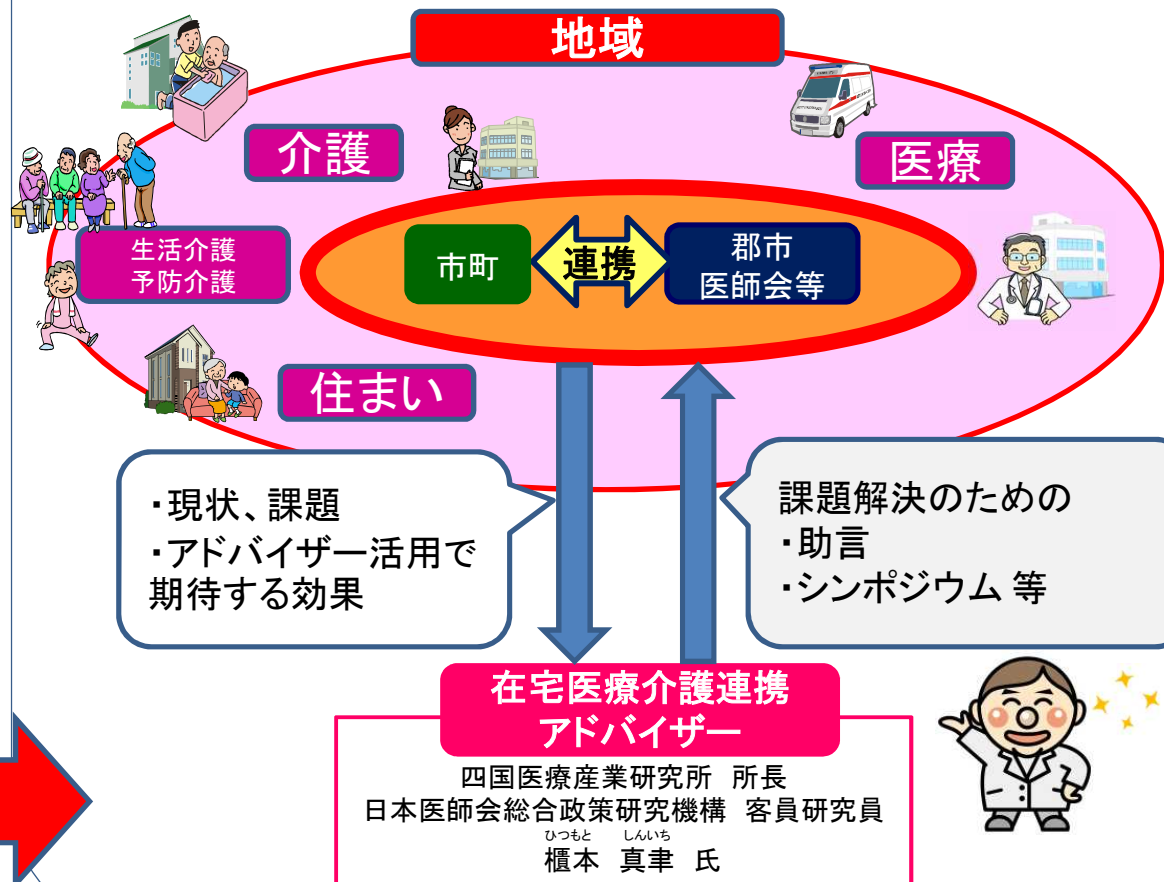 地域
介護
医療
生活介護
予防介護
市町
連携
郡市
医師会等
住まい
・現状、課題
・アドバイザー活用で
期待する効果
課題解決のための
・助言
・シンポジウム 等
在宅医療介護連携
アドバイザー
四国医療産業研究所 所長
日本医師会総合政策研究機構 客員研究員
ひつもと しんいち
櫃本 真聿 氏